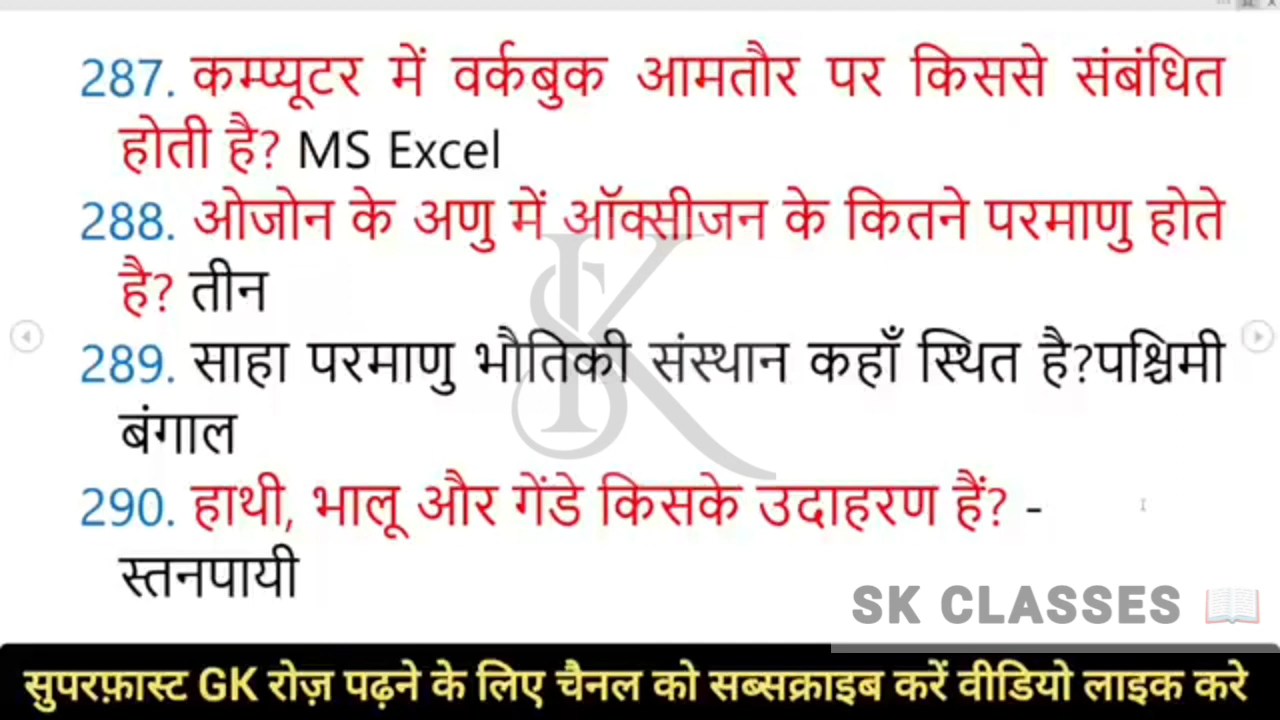 287. कम्प्यूटर में वर्कबुक आमतौर पर किससे संबंधित
होती है? MS Excel
288. ओजोन के अणु में ऑक्सीजन के कितने परमाणु होते
है? तीन
289. साहा परमाणु भौतिकी संस्थान कहाँ स्थित है?पश्चिमी
बंगाल
290. हाथी, भालू और गेंडे किसके उदाहरण हैं? -
स्तनपायी
SK CLASSES
सुपरफ़ास्ट GK रोज़ पढ़ने के लिए चैनल को सब्सक्राइब करें वीडियो लाइक करे